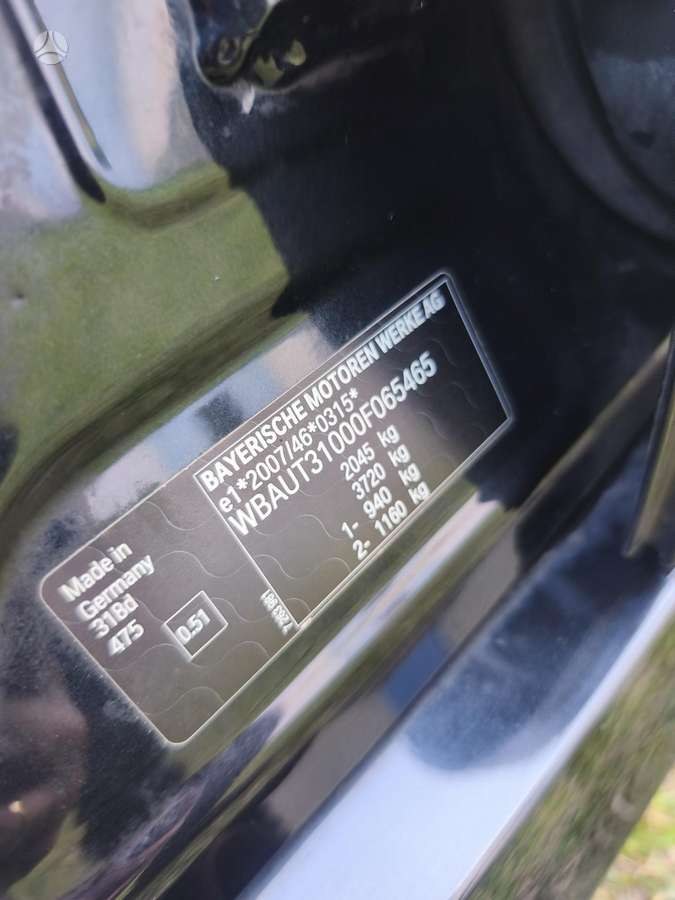 BAYERISCHE MOTOREN WERKE AG
e1*2007/46*0315*
WBAUT31000F065465
2045 kg
3720 kg
1- 940 kg
2- 1160 kg
Made in
Germany
318d
475
0.51